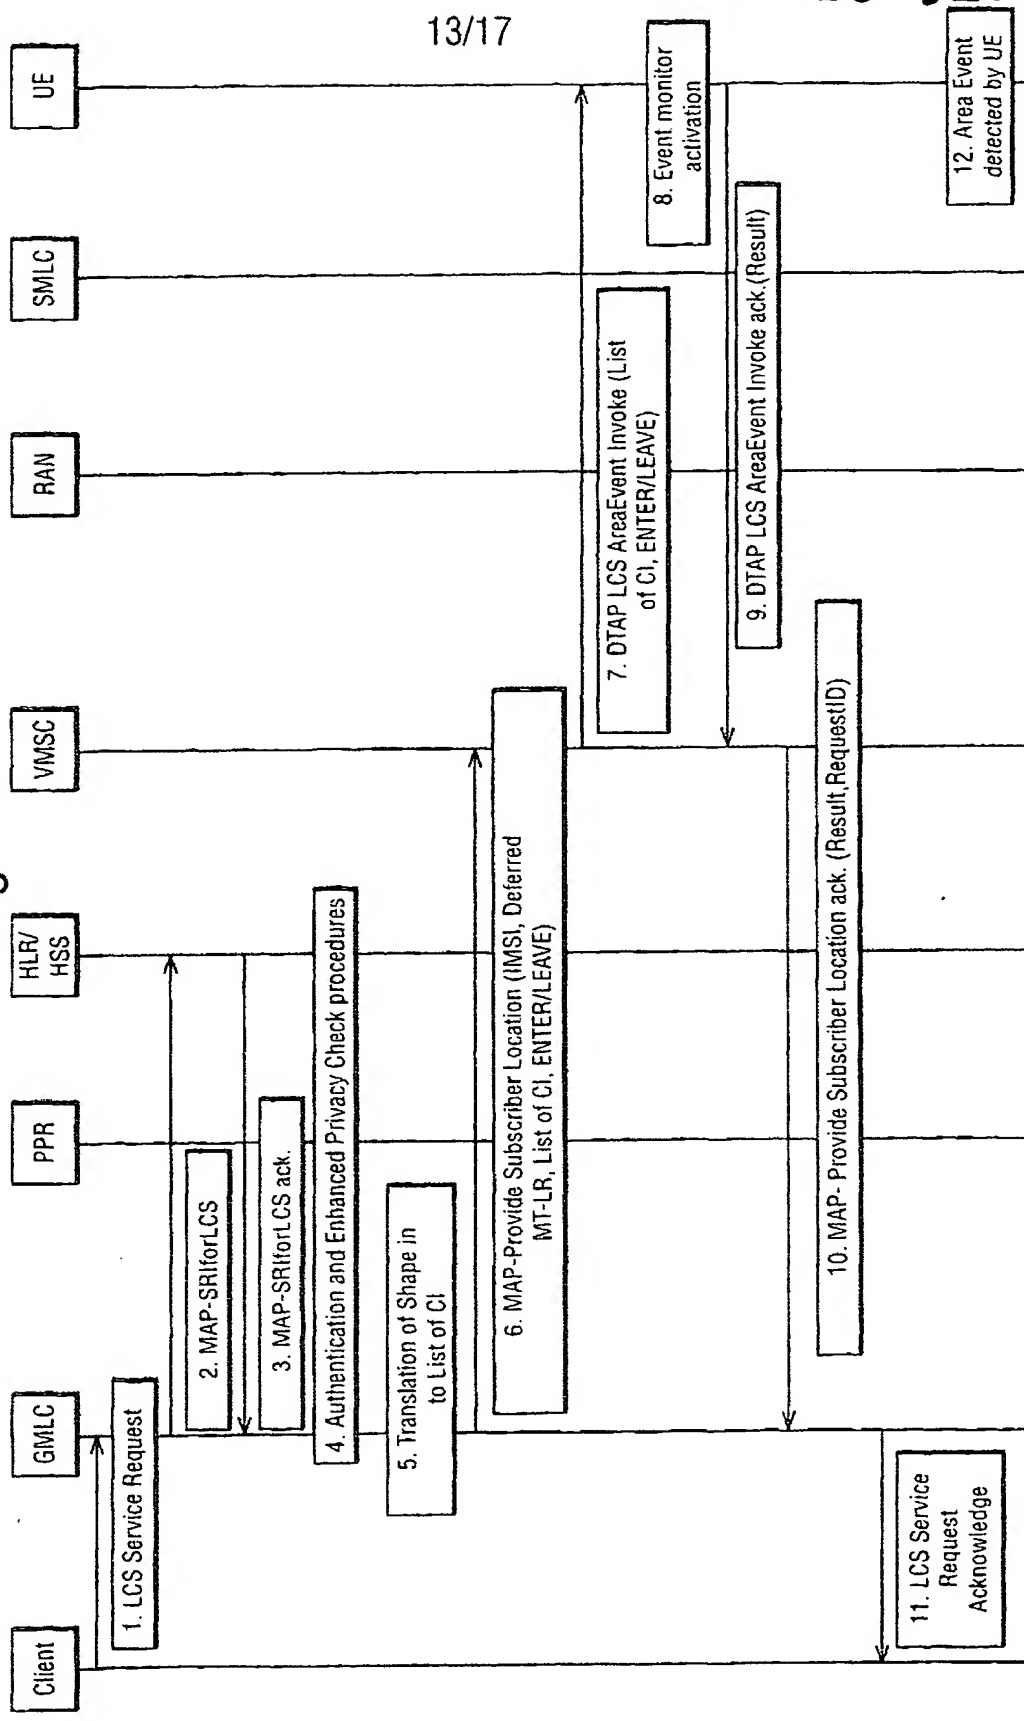 13/17
Client
GMLC
PPR
HLR/
HSS
VMSC
RAN
SMLC
UE
1. LCS Service Request
2. MAP-SRIforLCS
3. MAP-SRIforLCS ack.
4. Authentication and Enhanced Privacy Check procedures
5. Translation of Shape in
to List of CI
6. MAP-Provide Subscriber Location (IMSI, Deferred
MT-LR, List of CI, ENTER/LEAVE)
7. DTAP LCS AreaEvent Invoke (List
of CI, ENTER/LEAVE)
8. Event monitor
activation
9. DTAP LCS AreaEvent Invoke ack.(Result)
10. MAP- Provide Subscriber Location ack. (Result,RequestID)
11. LCS Service
Request
Acknowledge
12. Area Event
detected by UE